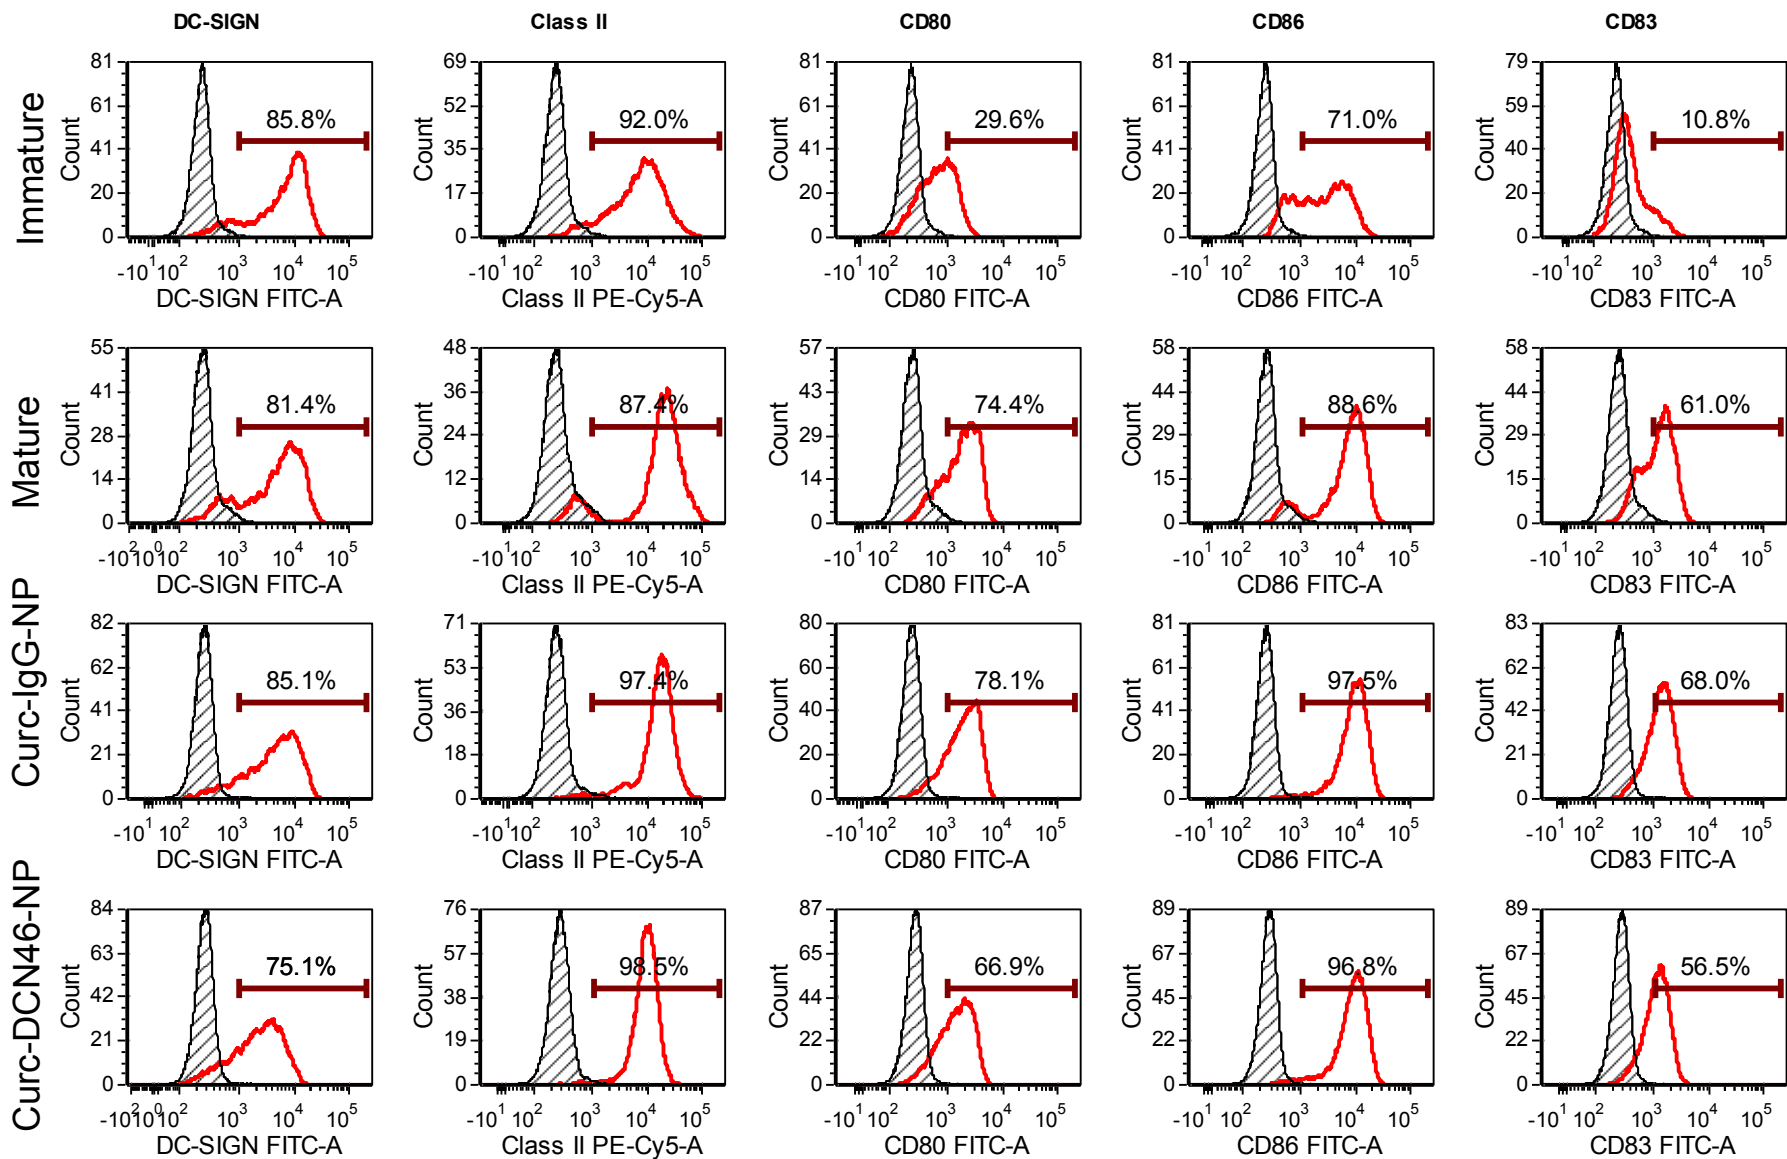 DC-SIGN Class II CD80 CD86 CD83
Immature
81 61 41 20 0 Count 85.8% -10¹ 10² 10³ 10⁴ 10⁵ DC-SIGN FITC-A
69 52 35 17 0 Count 92.0% -10¹ 10² 10³ 10⁴ 10⁵ Class II PE-Cy5-A
81 61 41 20 0 Count 29.6% -10¹ 10² 10³ 10⁴ 10⁵ CD80 FITC-A
81 61 41 20 0 Count 71.0% -10¹ 10² 10³ 10⁴ 10⁵ CD86 FITC-A
79 59 40 20 0 Count 10.8% -10¹ 10² 10³ 10⁴ 10⁵ CD83 FITC-A
Mature
55 41 28 14 0 Count 81.4% 10² 10³ 10⁴ 10⁵ DC-SIGN FITC-A
48 36 24 12 0 Count 87.4% -10¹ 10² 10³ 10⁴ 10⁵ Class II PE-Cy5-A
57 43 29 14 0 Count 74.4% -10¹ 10² 10³ 10⁴ 10⁵ CD80 FITC-A
58 44 29 15 0 Count 88.6% -10¹ 10² 10³ 10⁴ 10⁵ CD86 FITC-A
58 44 29 15 0 Count 61.0% -10¹ 10² 10³ 10⁴ 10⁵ CD83 FITC-A
Curc-IgG-NP
82 62 41 21 0 Count 85.1% -10¹ 10² 10³ 10⁴ 10⁵ DC-SIGN FITC-A
71 53 36 18 0 Count 97.4% -10¹ 10² 10³ 10⁴ 10⁵ Class II PE-Cy5-A
80 60 40 20 0 Count 78.1% -10¹ 10² 10³ 10⁴ 10⁵ CD80 FITC-A
81 61 41 20 0 Count 97.5% -10¹ 10² 10³ 10⁴ 10⁵ CD86 FITC-A
83 62 42 21 0 Count 68.0% -10¹ 10² 10³ 10⁴ 10⁵ CD83 FITC-A
Curc-DCN46-NP
84 63 42 21 0 Count 75.1% 10² 10³ 10⁴ 10⁵ DC-SIGN FITC-A
76 57 38 19 0 Count 98.5% -10¹ 10² 10³ 10⁴ 10⁵ Class II PE-Cy5-A
87 65 44 22 0 Count 66.9% -10¹ 10² 10³ 10⁴ 10⁵ CD80 FITC-A
89 67 45 22 0 Count 96.8% -10¹ 10² 10³ 10⁴ 10⁵ CD86 FITC-A
89 67 45 22 0 Count 56.5% -10¹ 10² 10³ 10⁴ 10⁵ CD83 FITC-A